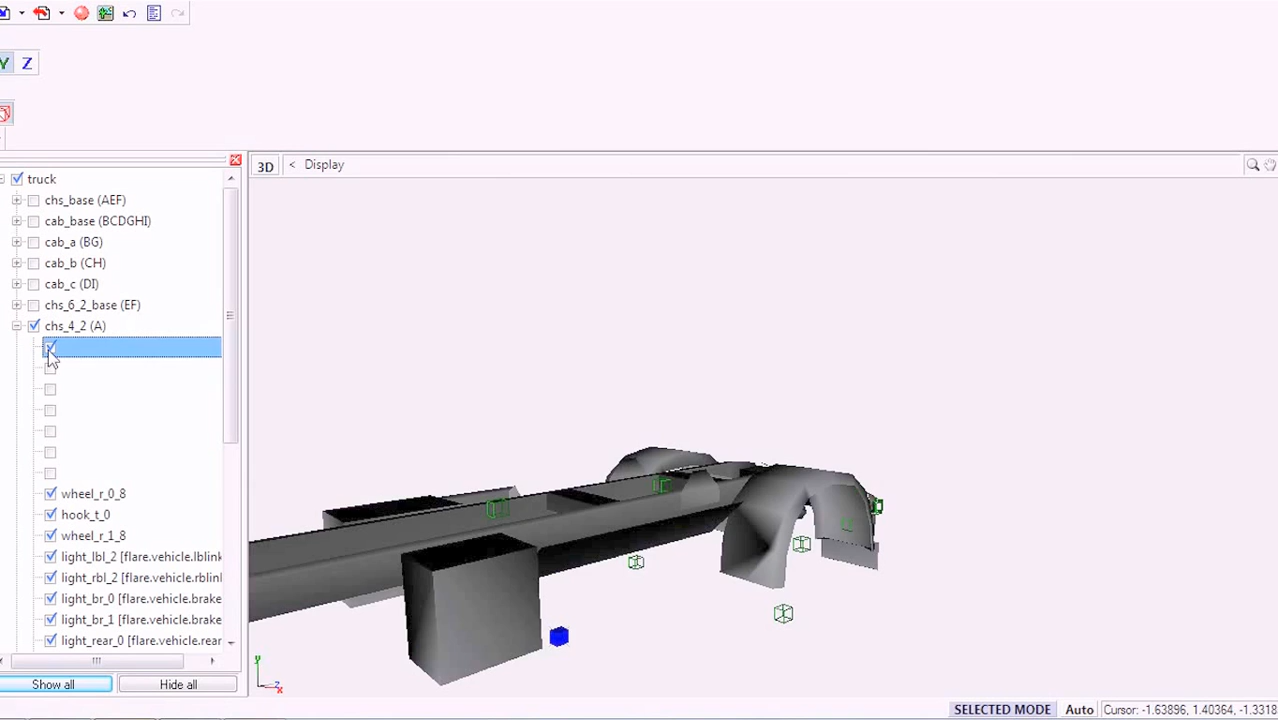 Y Z
3D < Display
truck
chs_base (AEF)
cab_base (BCDGHI)
cab_a (BG)
cab_b (CH)
cab_c (DI)
chs_6_2_base (EF)
chs_4_2 (A)
wheel_r_0_8
hook_t_0
wheel_r_1_8
light_lbl_2 [flare.vehicle.lblink
light_rbl_2 [flare.vehicle.rblink
light_br_0 [flare.vehicle.brake
light_br_1 [flare.vehicle.brake
light_rear_0 [flare.vehicle.rear
y
z x
Show all Hide all
SELECTED MODE Auto Cursor: -1.63896, 1.40364, -1.3318